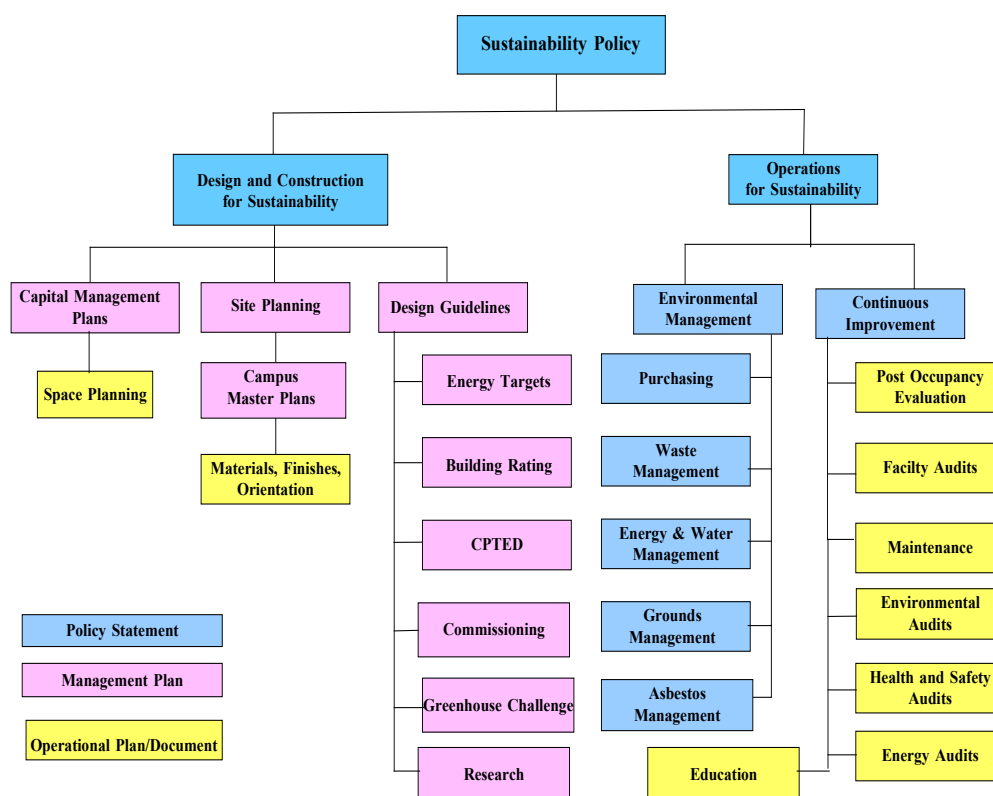 Sustainability Policy
Design and Construction
for Sustainability
Operations
for Sustainability
Capital Management
Plans
Site Planning
Design Guidelines
Environmental
Management
Continuous
Improvement
Space Planning
Campus
Master Plans
Materials, Finishes,
Orientation
Energy Targets
Building Rating
CPTED
Commissioning
Greenhouse Challenge
Research
Purchasing
Waste
Management
Energy & Water
Management
Grounds
Management
Asbestos
Management
Post Occupancy
Evaluation
Facilty Audits
Maintenance
Environmental
Audits
Health and Safety
Audits
Energy Audits
Education
Policy Statement
Management Plan
Operational Plan/Document